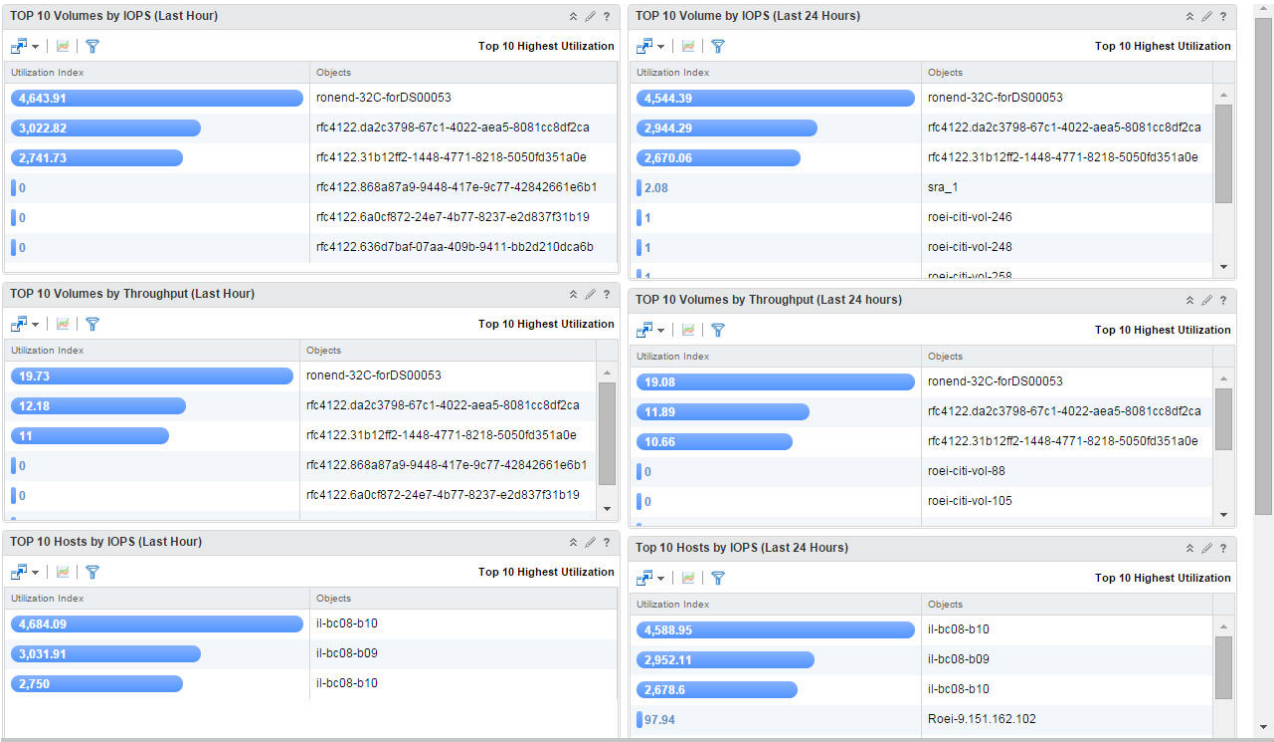 TOP 10 Volumes by IOPS (Last Hour) ?
Top 10 Highest Utilization
Utilization Index Objects
4,643.91 ronend-32C-forDS00053
3,022.82 rfc4122.da2c3798-67c1-4022-aea5-8081cc8df2ca
2,741.73 rfc4122.31b12ff2-1448-4771-8218-5050fd351a0e
0 rfc4122.868a87a9-9448-417e-9c77-42842661e6b1
0 rfc4122.6a0cf872-24e7-4b77-8237-e2d837f31b19
0 rfc4122.636d7baf-07aa-409b-9411-bb2d210dca6b
TOP 10 Volumes by Throughput (Last Hour) ?
Top 10 Highest Utilization
Utilization Index Objects
19.73 ronend-32C-forDS00053
12.18 rfc4122.da2c3798-67c1-4022-aea5-8081cc8df2ca
11 rfc4122.31b12ff2-1448-4771-8218-5050fd351a0e
0 rfc4122.868a87a9-9448-417e-9c77-42842661e6b1
0 rfc4122.6a0cf872-24e7-4b77-8237-e2d837f31b19
TOP 10 Hosts by IOPS (Last Hour) ?
Top 10 Highest Utilization
Utilization Index Objects
4,684.09 il-bc08-b10
3,031.91 il-bc08-b09
2,750 il-bc08-b10
TOP 10 Volume by IOPS (Last 24 Hours) ?
Top 10 Highest Utilization
Utilization Index Objects
4,544.39 ronend-32C-forDS00053
2,944.29 rfc4122.da2c3798-67c1-4022-aea5-8081cc8df2ca
2,670.06 rfc4122.31b12ff2-1448-4771-8218-5050fd351a0e
2.08 sra_1
1 roei-citi-vol-246
1 roei-citi-vol-248
1 roei-citi-vol-258
TOP 10 Volumes by Throughput (Last 24 hours) ?
Top 10 Highest Utilization
Utilization Index Objects
19.08 ronend-32C-forDS00053
11.89 rfc4122.da2c3798-67c1-4022-aea5-8081cc8df2ca
10.66 rfc4122.31b12ff2-1448-4771-8218-5050fd351a0e
0 roei-citi-vol-88
0 roei-citi-vol-105
Top 10 Hosts by IOPS (Last 24 Hours) ?
Top 10 Highest Utilization
Utilization Index Objects
4,588.95 il-bc08-b10
2,952.11 il-bc08-b09
2,678.6 il-bc08-b10
97.94 Roei-9.151.162.102